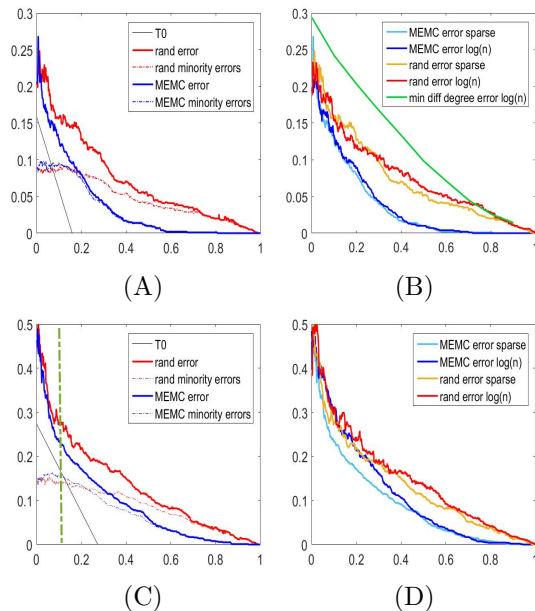 0.3
0.25
0.2
0.15
0.1
0.05
0
0 0.2 0.4 0.6 0.8 1
T0
rand error
rand minority errors
MEMC error
MEMC minority errors
(A)
0.3
0.25
0.2
0.15
0.1
0.05
0
0 0.2 0.4 0.6 0.8 1
MEMC error sparse
MEMC error log(n)
rand error sparse
rand error log(n)
min diff degree error log(n)
(B)
0.5
0.4
0.3
0.2
0.1
0
0 0.2 0.4 0.6 0.8 1
T0
rand error
rand minority errors
MEMC error
MEMC minority errors
(C)
0.5
0.4
0.3
0.2
0.1
0
0 0.2 0.4 0.6 0.8 1
MEMC error sparse
MEMC error log(n)
rand error sparse
rand error log(n)
(D)